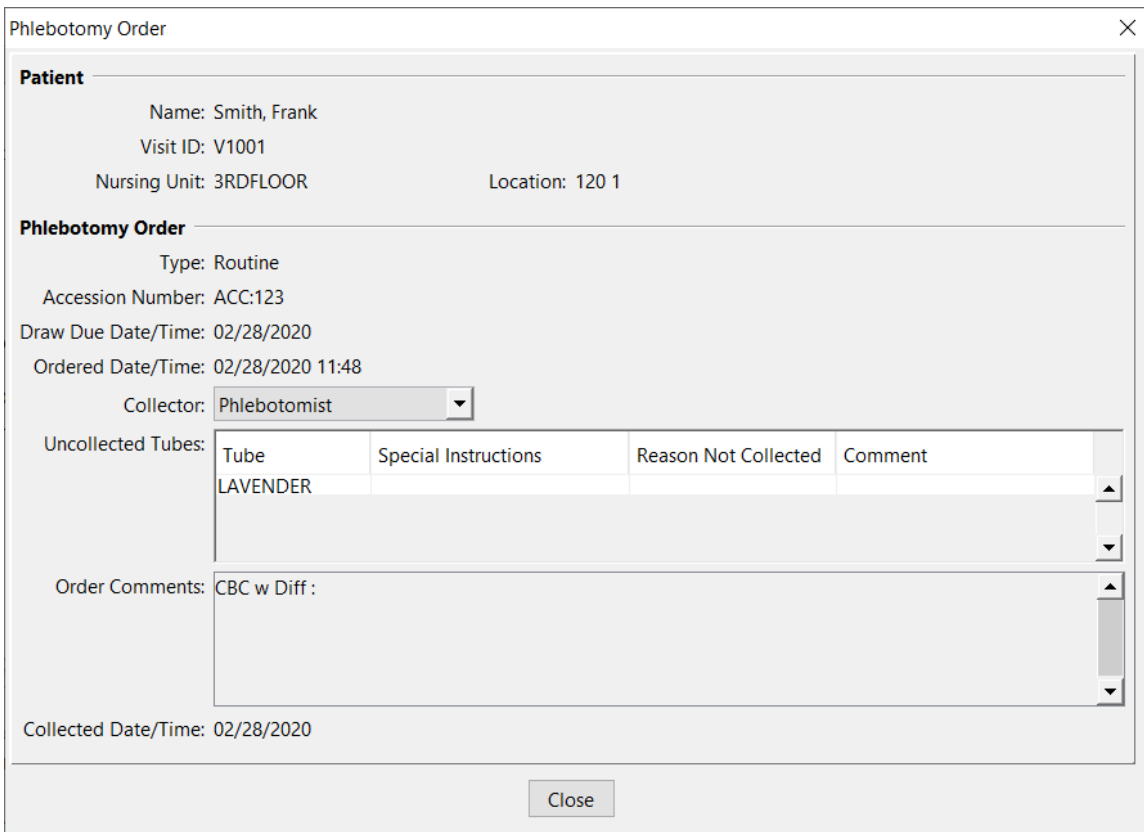 Phlebotomy Order
Patient
Name: Smith, Frank
Visit ID: V1001
Nursing Unit: 3RDFLOOR Location: 120 1
Phlebotomy Order
Type: Routine
Accession Number: ACC:123
Draw Due Date/Time: 02/28/2020
Ordered Date/Time: 02/28/2020 11:48
Collector: Phlebotomist
Uncollected Tubes: Tube Special Instructions Reason Not Collected Comment
LAVENDER
Order Comments: CBC w Diff :
Collected Date/Time: 02/28/2020
Close